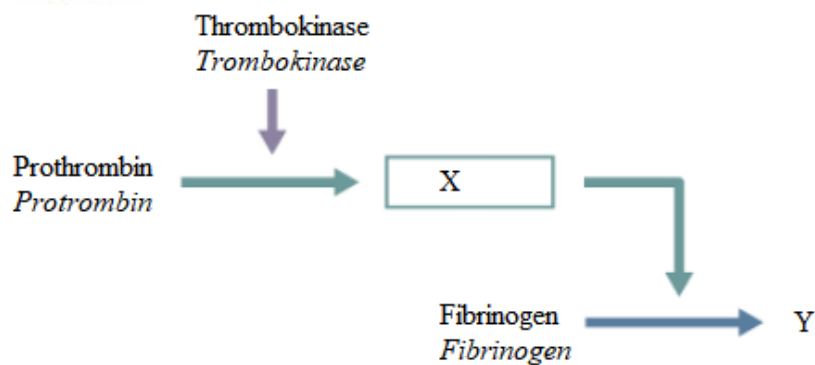 Thrombokinase
Trombokinase
Prothrombin
Protrombin
X
Fibrinogen
Fibrinogen
Y